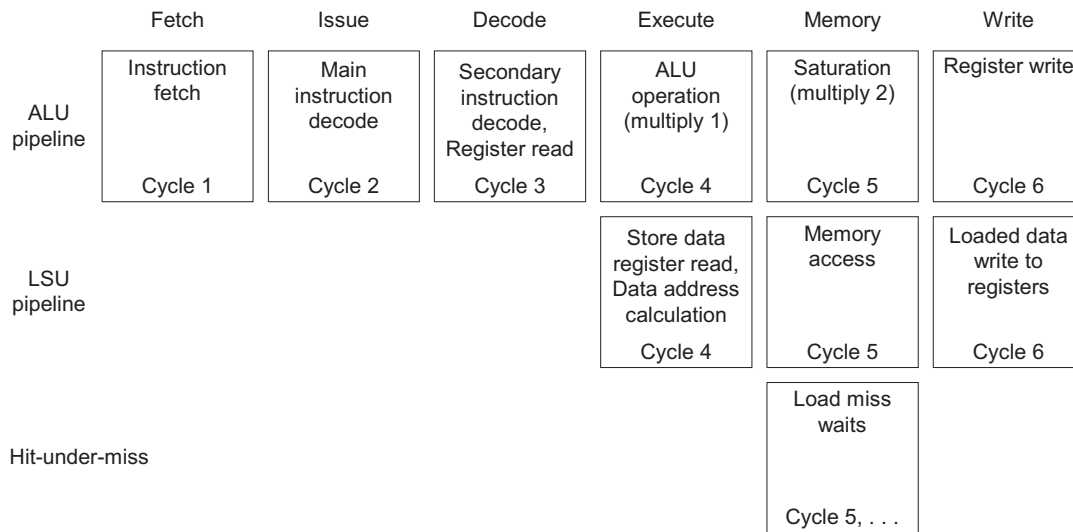 Fetch Issue Decode Execute Memory Write
ALU
pipeline
Instruction
fetch
Cycle 1
Main
instruction
decode
Cycle 2
Secondary
instruction
decode,
Register read
Cycle 3
ALU
operation
(multiply 1)
Cycle 4
Saturation
(multiply 2)
Cycle 5
Register write
Cycle 6
LSU
pipeline
Store data
register read,
Data address
calculation
Cycle 4
Memory
access
Cycle 5
Loaded data
write to
registers
Cycle 6
Hit-under-miss
Load miss
waits
Cycle 5, . . .